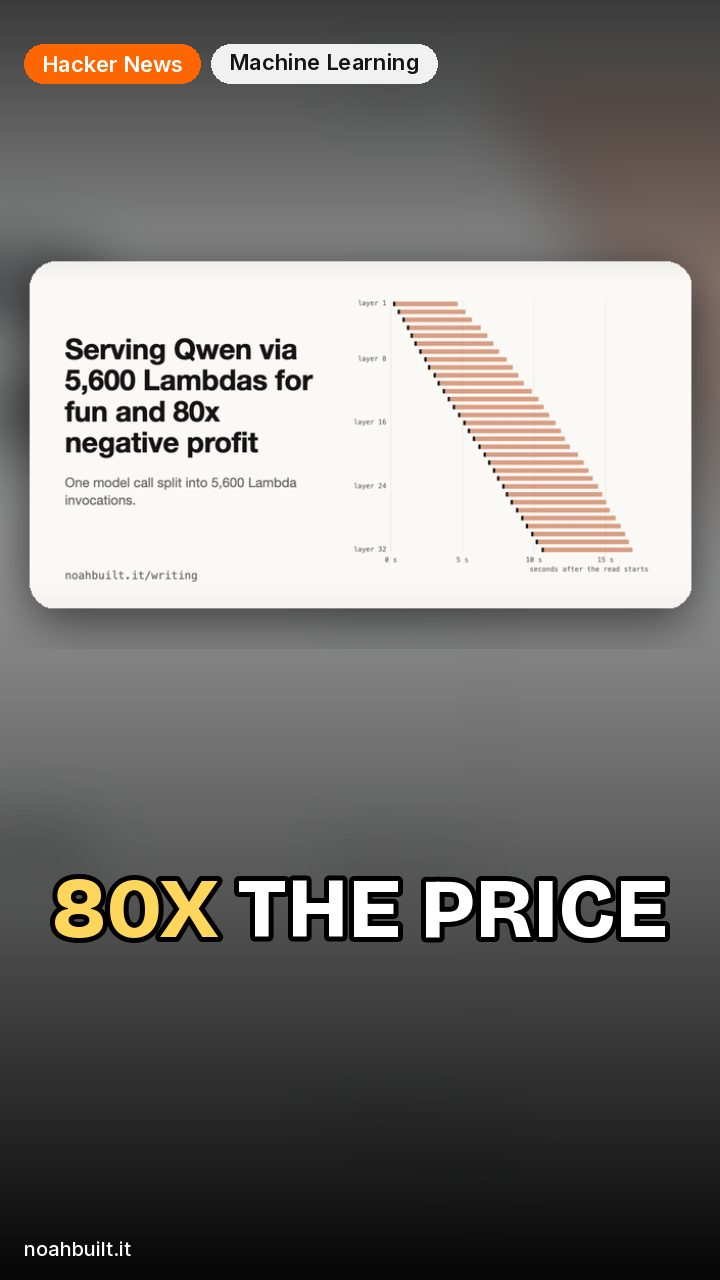 Hacker News
Machine Learning
Serving Qwen via
5,600 Lambdas for
fun and 80x
negative profit
One model call split into 5,600 Lambda
invocations.
noahbuilt.it/writing
layer 1
layer 8
layer 16
layer 24
layer 32
0 s
5 s
10 s
15 s
seconds after the read starts
80X THE PRICE
noahbuilt.it